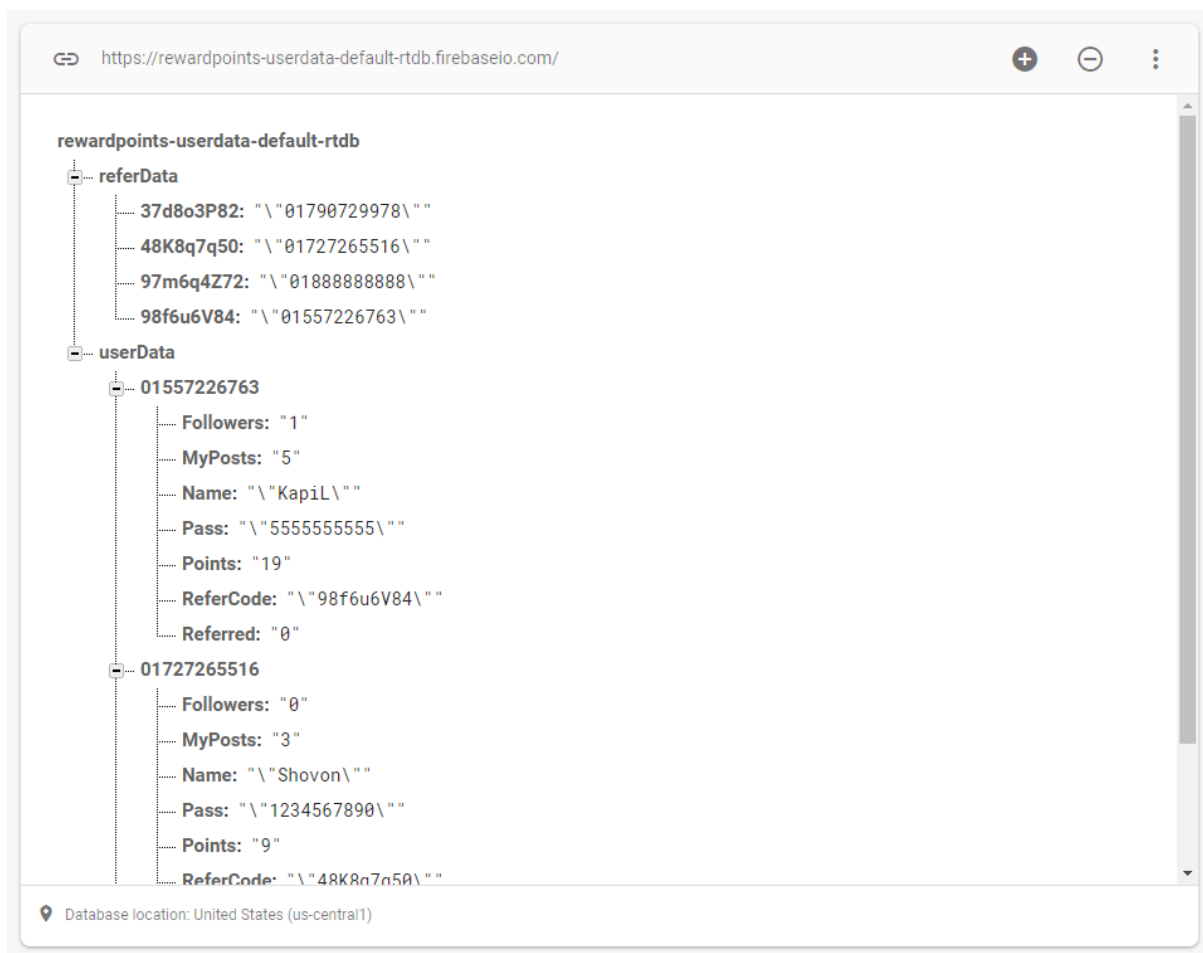 https://rewardpoints-userdata-default-rtdb.firebaseio.com/
rewardpoints-userdata-default-rtdb
referData
37d8o3P82: "\"01790729978\""
48K8q7q50: "\"01727265516\""
97m6q4Z72: "\"01888888888\""
98f6u6V84: "\"01557226763\""
userData
01557226763
Followers: "1"
MyPosts: "5"
Name: "\"KapiL\""
Pass: "\"5555555555\""
Points: "19"
ReferCode: "\"98f6u6V84\""
Referred: "0"
01727265516
Followers: "0"
MyPosts: "3"
Name: "\"Shovon\""
Pass: "\"1234567890\""
Points: "9"
ReferCode: "\"48K8q7q50\""
Database location: United States (us-central1)